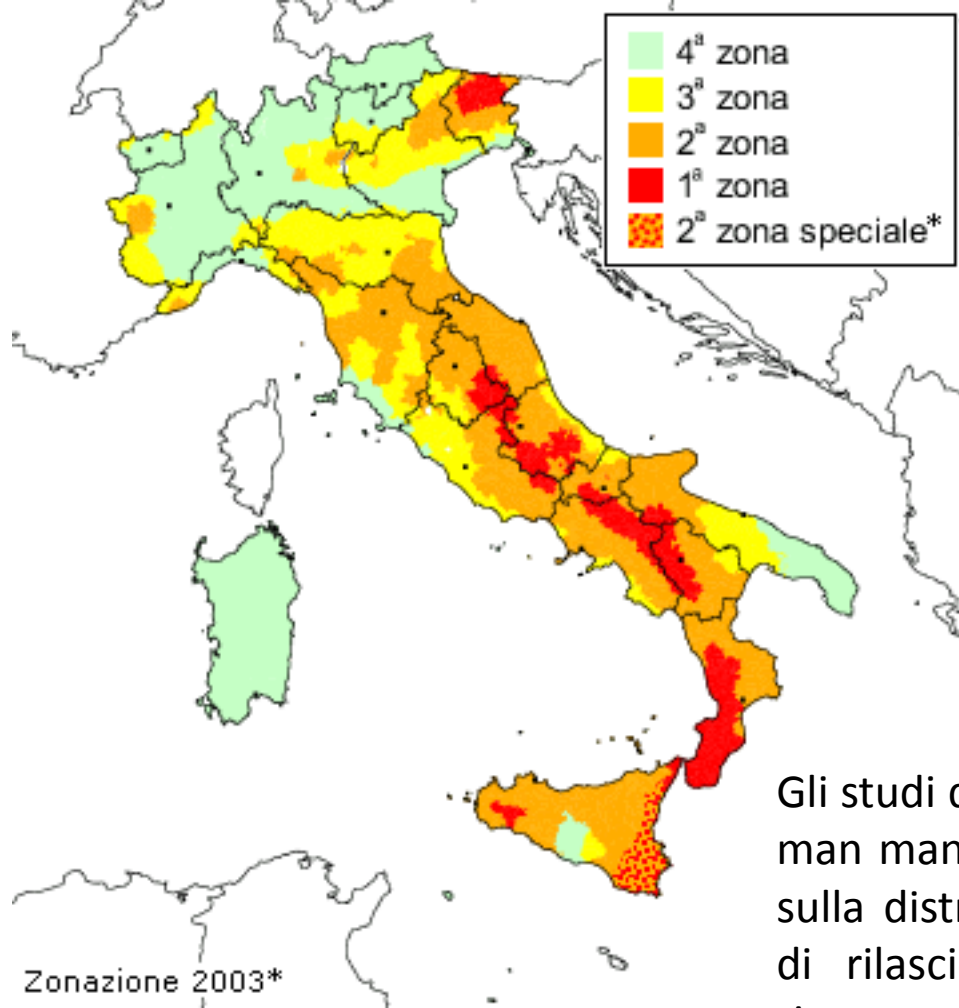 4ª zona
3ª zona
2ª zona
1ª zona
2ª zona speciale*
Gli studi
man man
sulla
di rilasci
Zonazione 2003*